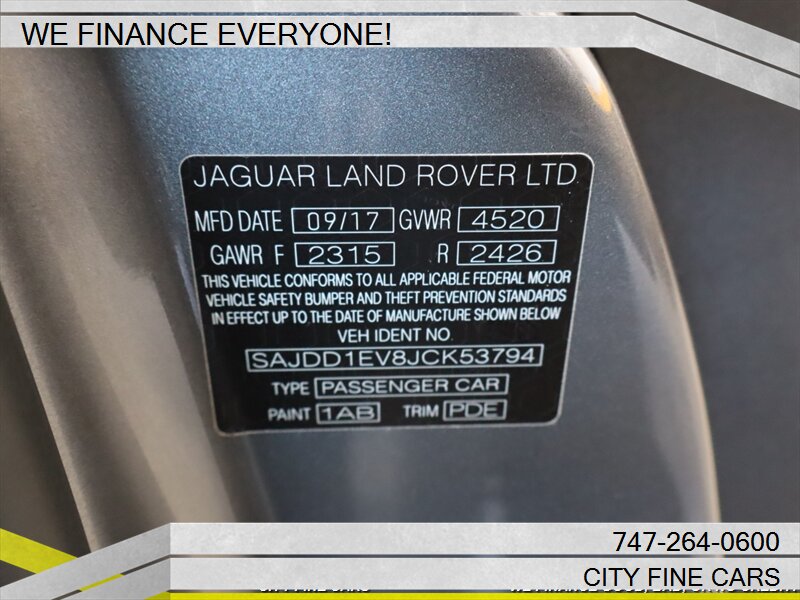 WE FINANCE EVERYONE!
JAGUAR LAND ROVER LTD
MFD DATE 09/17 GVWR 4520
GAWR F 2315 R 2426
THIS VEHICLE CONFORMS TO ALL APPLICABLE FEDERAL MOTOR
VEHICLE SAFETY BUMPER AND THEFT PREVENTION STANDARDS
IN EFFECT UP TO THE DATE OF MANUFACTURE SHOWN BELOW
VEH IDENT NO.
SAJDD1EV8JCK53794
TYPE PASSENGER CAR
PAINT 1AB TRIM PDE
747-264-0600
CITY FINE CARS